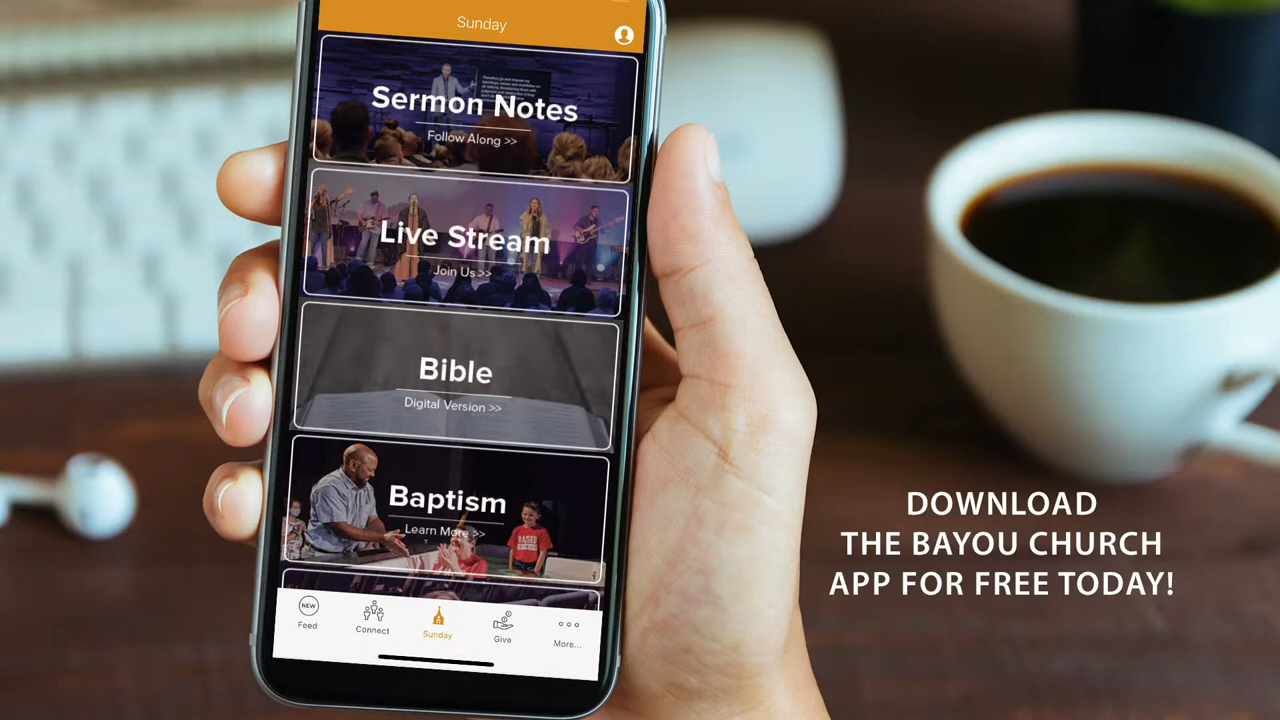 Sunday
Sermon Notes
Follow Along >>
Live Stream
Join Us >>
Bible
Digital Version >>
Baptism
Learn More >>
RAISED
NEW
Feed
Connect
Sunday
Give
More...
DOWNLOAD
THE BAYOU CHURCH
APP FOR FREE TODAY!